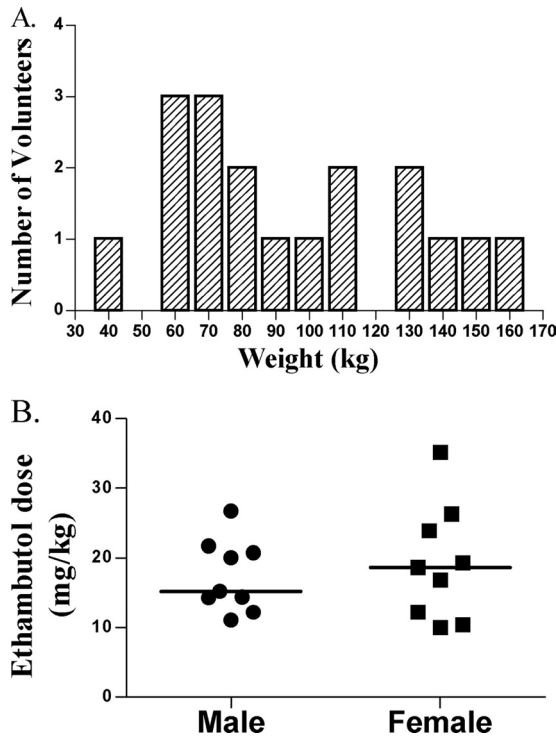 A.
Number of Volunteers
4
3
2
1
0
30 40 50 60 70 80 90 100 110 120 130 140 150 160 170
Weight (kg)
B.
Ethambutol dose
(mg/kg)
40
30
20
10
0
Male Female